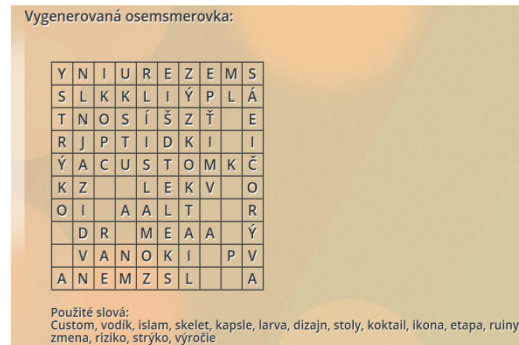 Vygenerovaná osemsmerovka:
Y N I U R E Z E M S
S L K K L I Ý P L Á
T N O S Í Š Z Ť E
R J P T I D K I I
Ý A C U S T O M K Č
K Z L E K V O
O I A A L T R
D R M E A A Ý
V A N O K I P V
A N E M Z S L A
Použité slová:
Custom, vodík, islam, skelet, kapsle, larva, dizajn, stoly, koktail, ikona, etapa, ruiny
zmena, riziko, strýko, výročie